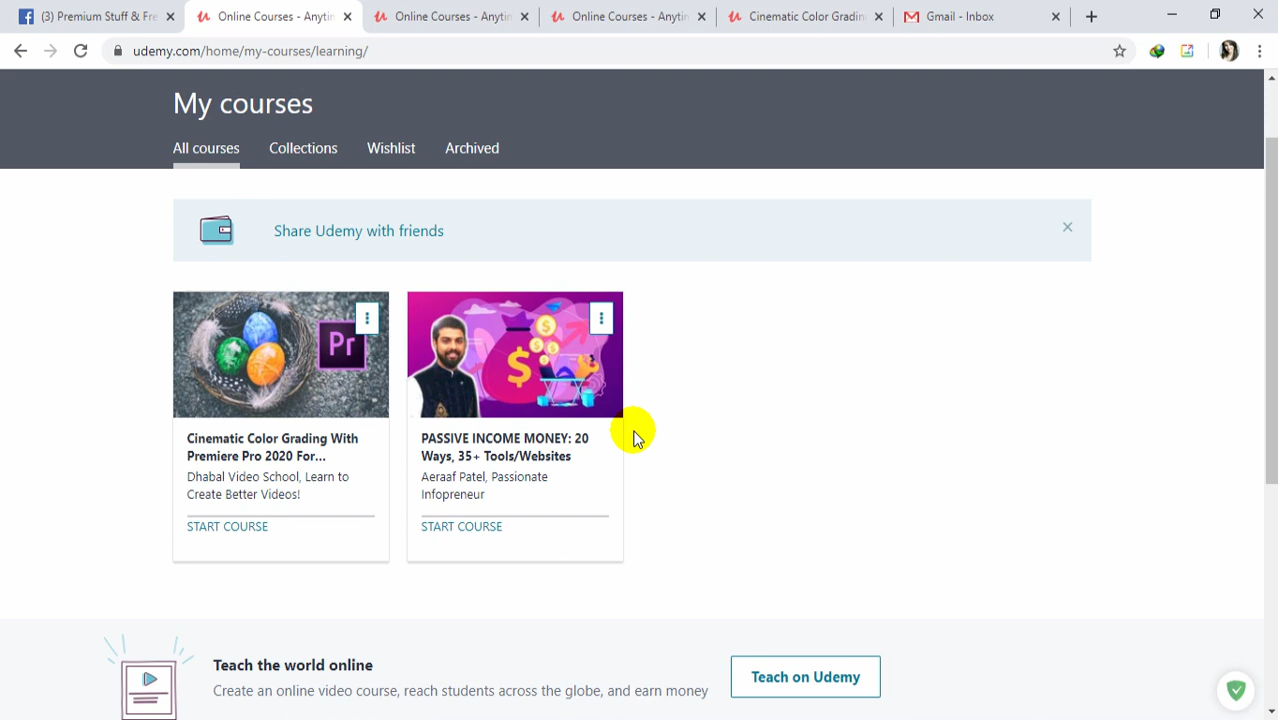 (3) Premium Stuff & Fre
Online Courses - Anytin
Online Courses - Anytin
Online Courses - Anytin
Cinematic Color Gradin
Gmail - Inbox
udemy.com/home/my-courses/learning/
My courses
All courses
Collections
Wishlist
Archived
Share Udemy with friends
Pr
$
Cinematic Color Grading With
Premiere Pro 2020 For...
Dhabal Video School, Learn to
Create Better Videos!
START COURSE
PASSIVE INCOME MONEY: 20
Ways, 35+ Tools/Websites
Aeraaf Patel, Passionate
Infopreneur
START COURSE
Teach the world online
Create an online video course, reach students across the globe, and earn money
Teach on Udemy